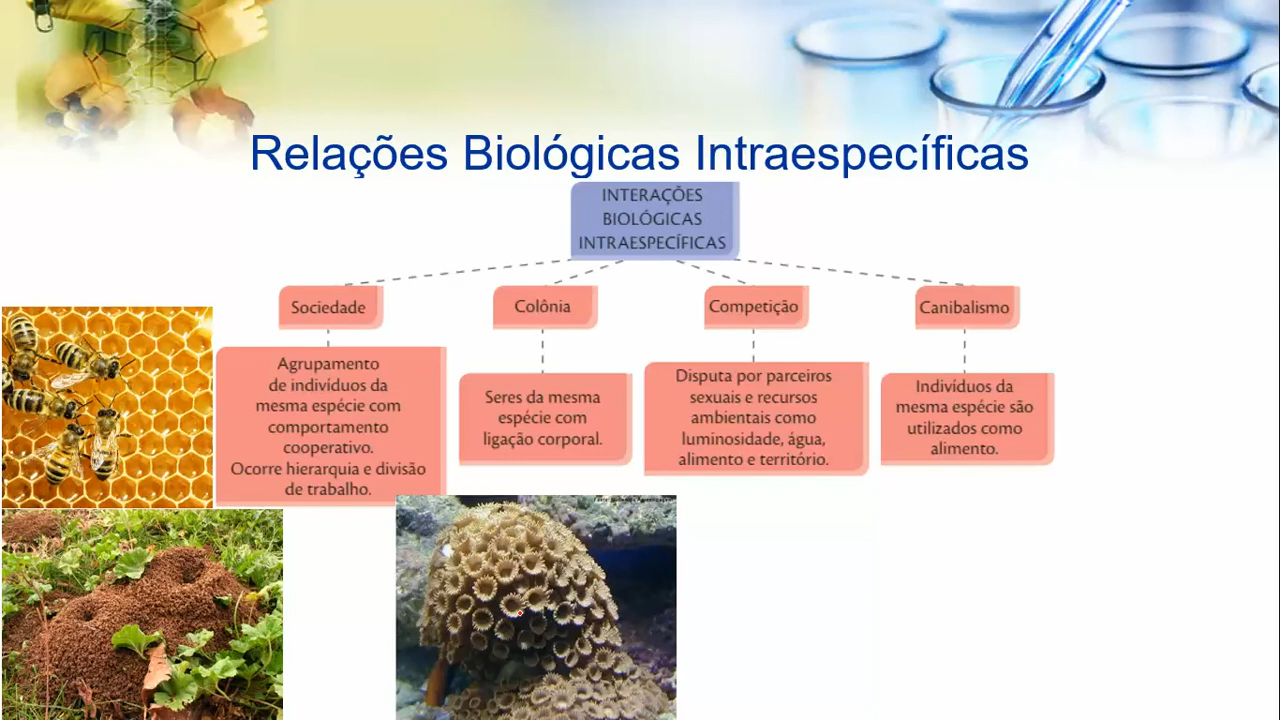 Relações Biológicas Intraespecíficas
INTERAÇÕES
BIOLÓGICAS
INTRAESPECÍFICAS
Sociedade
Colônia
Competição
Canibalismo
Agrupamento
de indivíduos da
mesma espécie com
comportamento
cooperativo.
Ocorre hierarquia e divisão
de trabalho.
Seres da mesma
espécie com
ligação corporal.
Disputa por parceiros
sexuais e recursos
ambientais como
luminosidade, água,
alimento e território.
Indivíduos da
mesma espécie são
utilizados como
alimento.